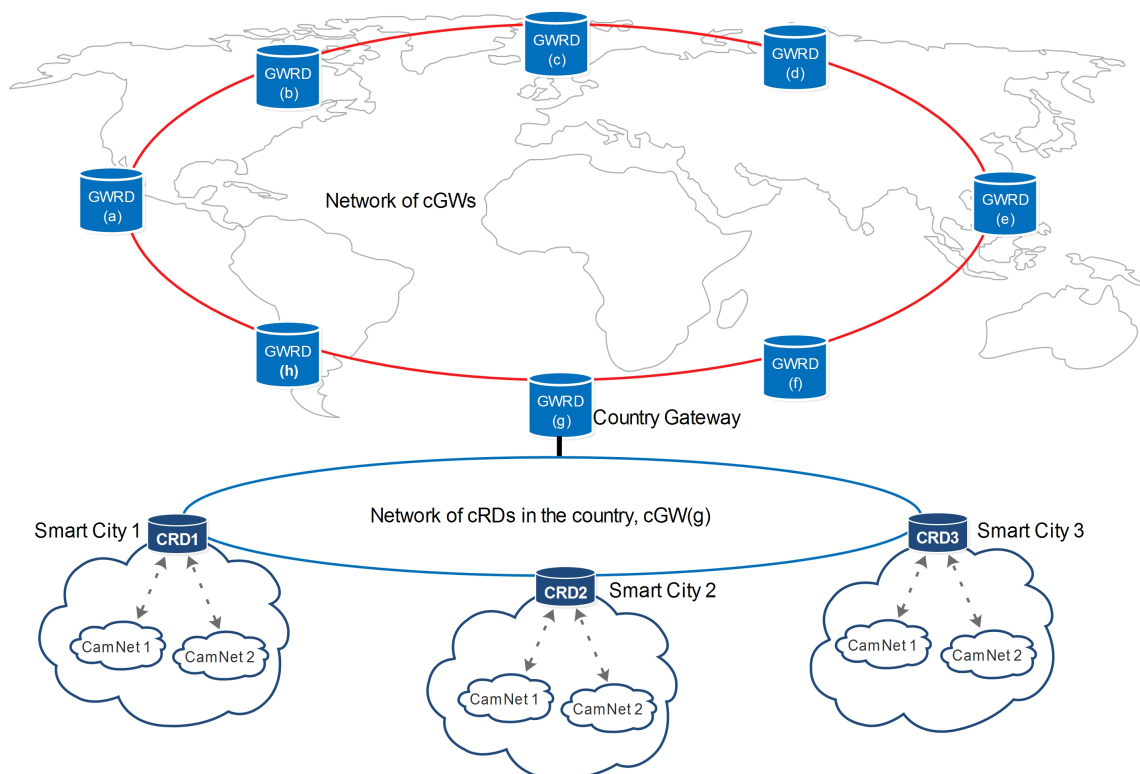 GWRD
(c)
GWRD
(b)
GWRD
(d)
GWRD
(a)
Network of cGWs
GWRD
(e)
GWRD
(h)
GWRD
(f)
GWRD
(g)
Country Gateway
Network of cRDs in the country, cGW(g)
Smart City 1
CRD1
CamNet 1
CamNet 2
CRD2
Smart City 2
CamNet 1
CamNet 2
CRD3
Smart City 3
CamNet 1
CamNet 2